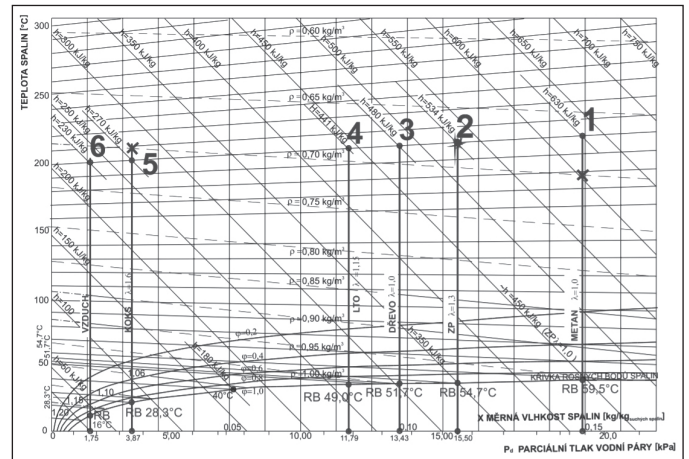 TEPLOTA SPALIN [°C]
300
250
200
150
100
50
0
54,7°C
51,7°C
28,3°C
h=300 kJ/kg
h=350 kJ/kg
h=400 kJ/kg
h=450 kJ/kg
h=500 kJ/kg
h=550 kJ/kg
h=600 kJ/kg
h=650 kJ/kg
h=700 kJ/kg
h=750 kJ/kg
ρ = 0,60 kg/m³
ρ = 0,65 kg/m³
h=270 kJ/kg
h=250 kJ/kg
h=230 kJ/kg
h=441 kJ/kg
h=480 kJ/kg
h=534 kJ/kg
h=630 kJ/kg
6
5
4
3
2
1
ρ = 0,70 kg/m³
h=200 kJ/kg
ρ = 0,75 kg/m³
h=150 kJ/kg
ρ = 0,80 kg/m³
ρ = 0,85 kg/m³
h=100
VZDUCH
KOKS λ=1,6
LTO λ=1,15
DŘEVO λ=1,0
ZP λ=1,3
METAN λ=1,0
~h =450 kJ/kg (ZP λ=1,0)
ρ = 0,90 kg/m³
φ=0,2
h=350 kJ/kg
ρ = 0,95 kg/m³
φ=0,4
h=180 kJ/kg
φ=0,6
ρ = 1,00 kg/m³
φ=0,8
φ=1,0
h=50 kJ/kg
1,06
1,10
1,15
1,20
KŘIVKA ROSNÝCH BODŮ SPALIN
40°C
RB
16°C
RB 28,3°C
RB 49,0°C
RB 51,7°C
RB 54,7°C
RB 59,5°C
X MĚRNÁ VLHKOST SPALIN [kg/kg suchých spalin]
0.05
0.10
0.15
0
1,75
3,87
5,00
10,00
11,79
13,43
15,00
15,50
20,0
Pd PARCIÁLNÍ TLAK VODNÍ PÁRY [kPa]